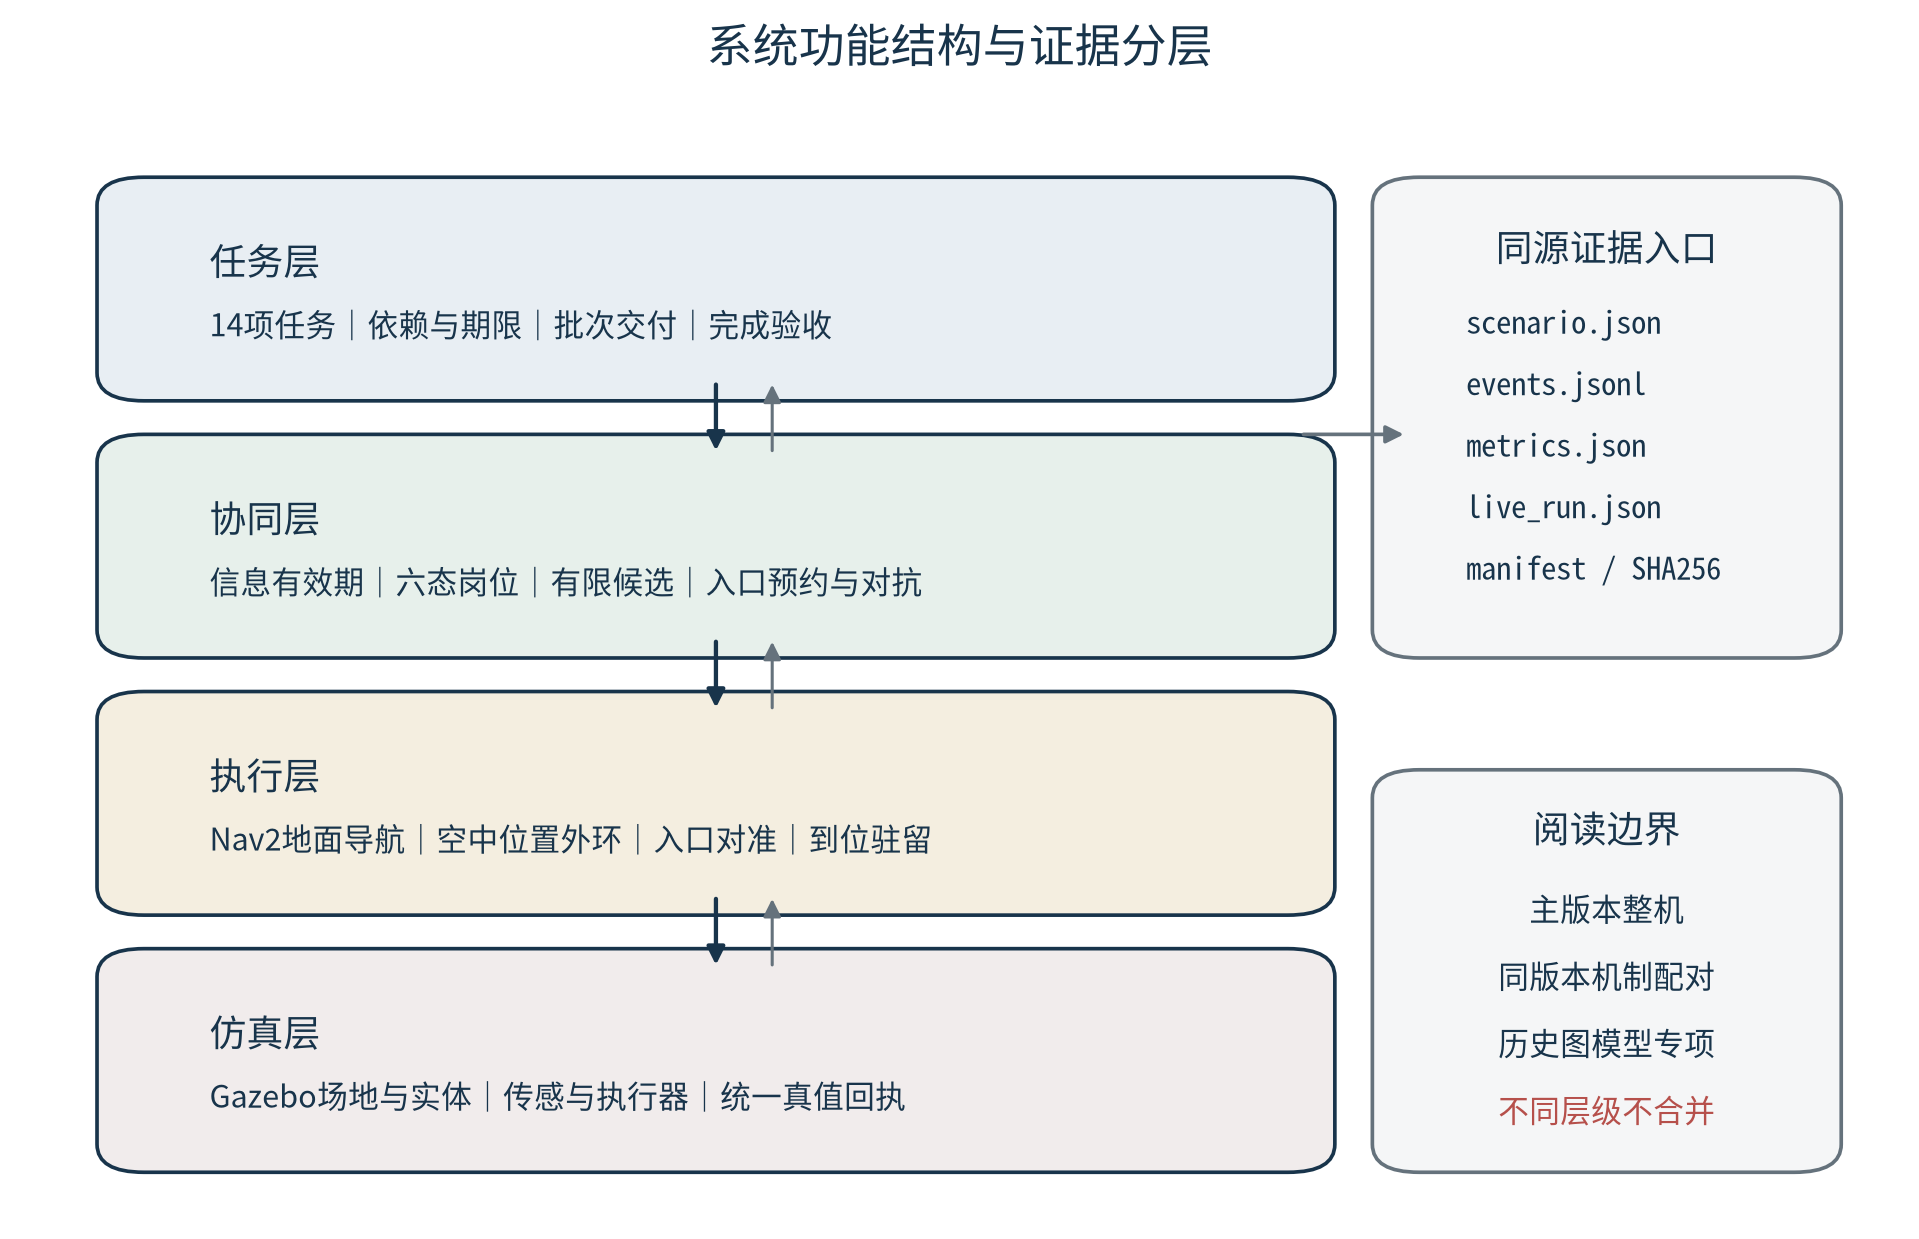 系统功能结构与证据分层
任务层
14项任务｜依赖与期限｜批次交付｜完成验收
协同层
信息有效期｜六态岗位｜有限候选｜入口预约与对抗
执行层
Nav2地面导航｜空中位置外环｜入口对准｜到位驻留
仿真层
Gazebo场地与实体｜传感与执行器｜统一真值回执
同源证据入口
scenario.json
events.jsonl
metrics.json
live_run.json
manifest / SHA256
阅读边界
主版本整机
同版本机制配对
历史图模型专项
不同层级不合并